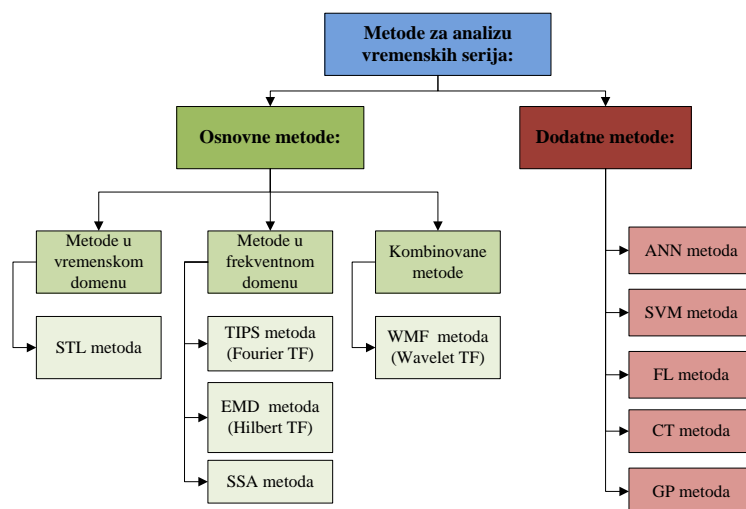 Metode za analizu
vremenskih serija:
Osnovne metode:
Dodatne metode:
Metode u
vremenskom
domenu
Metode u
frekventnom
domenu
Kombinovane
metode
STL metoda
TIPS metoda
(Fourier TF)
WMF metoda
(Wavelet TF)
EMD metoda
(Hilbert TF)
SSA metoda
ANN metoda
SVM metoda
FL metoda
CT metoda
GP metoda